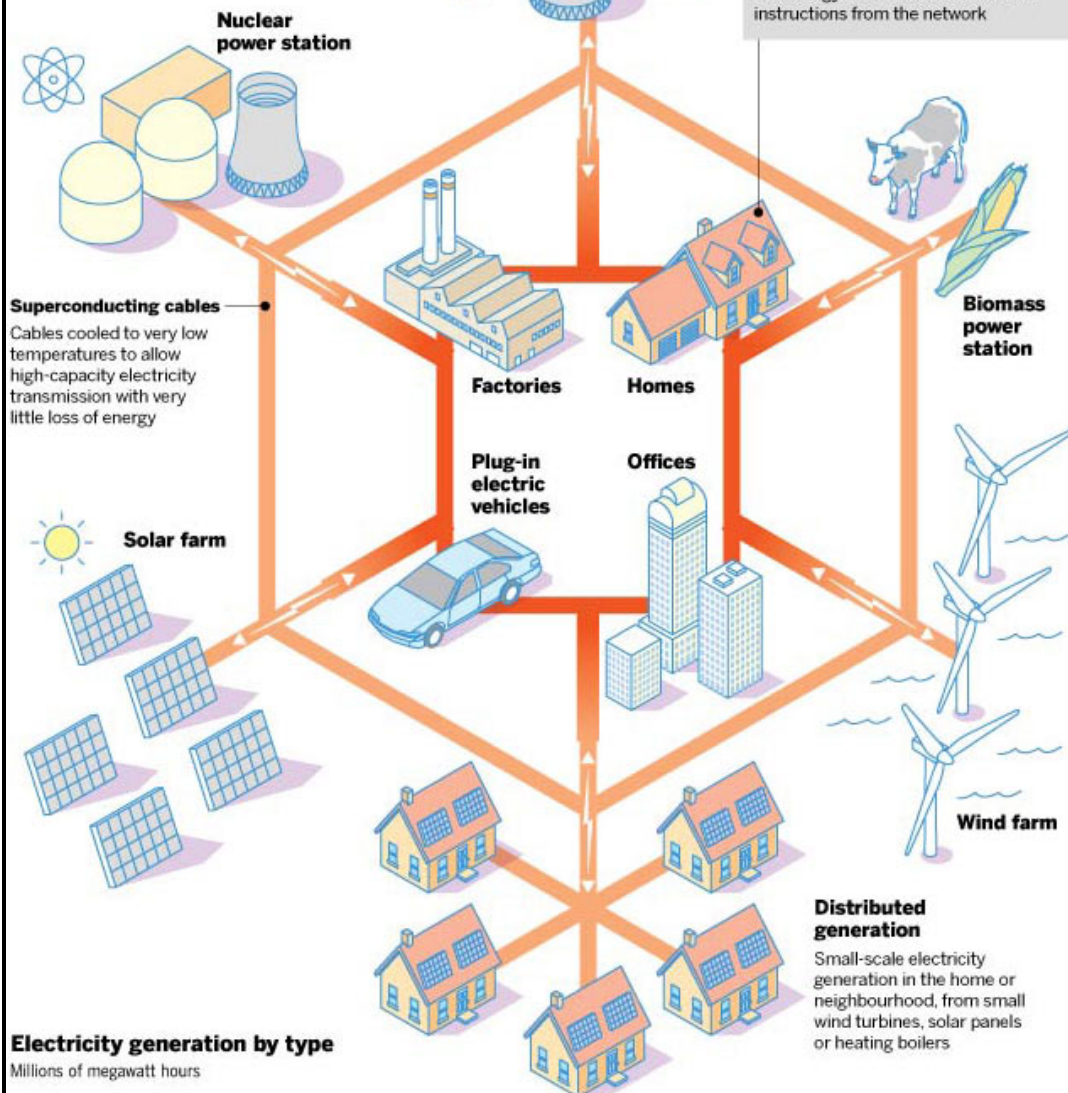 instructions from the network
Nuclear
power station
Superconducting cables
Cables cooled to very low
temperatures to allow
high-capacity electricity
transmission with very
little loss of energy
Factories
Homes
Biomass
power
station
Plug-in
electric
vehicles
Offices
Solar farm
Wind farm
Distributed
generation
Small-scale electricity
generation in the home or
neighbourhood, from small
wind turbines, solar panels
or heating boilers
Electricity generation by type
Millions of megawatt hours